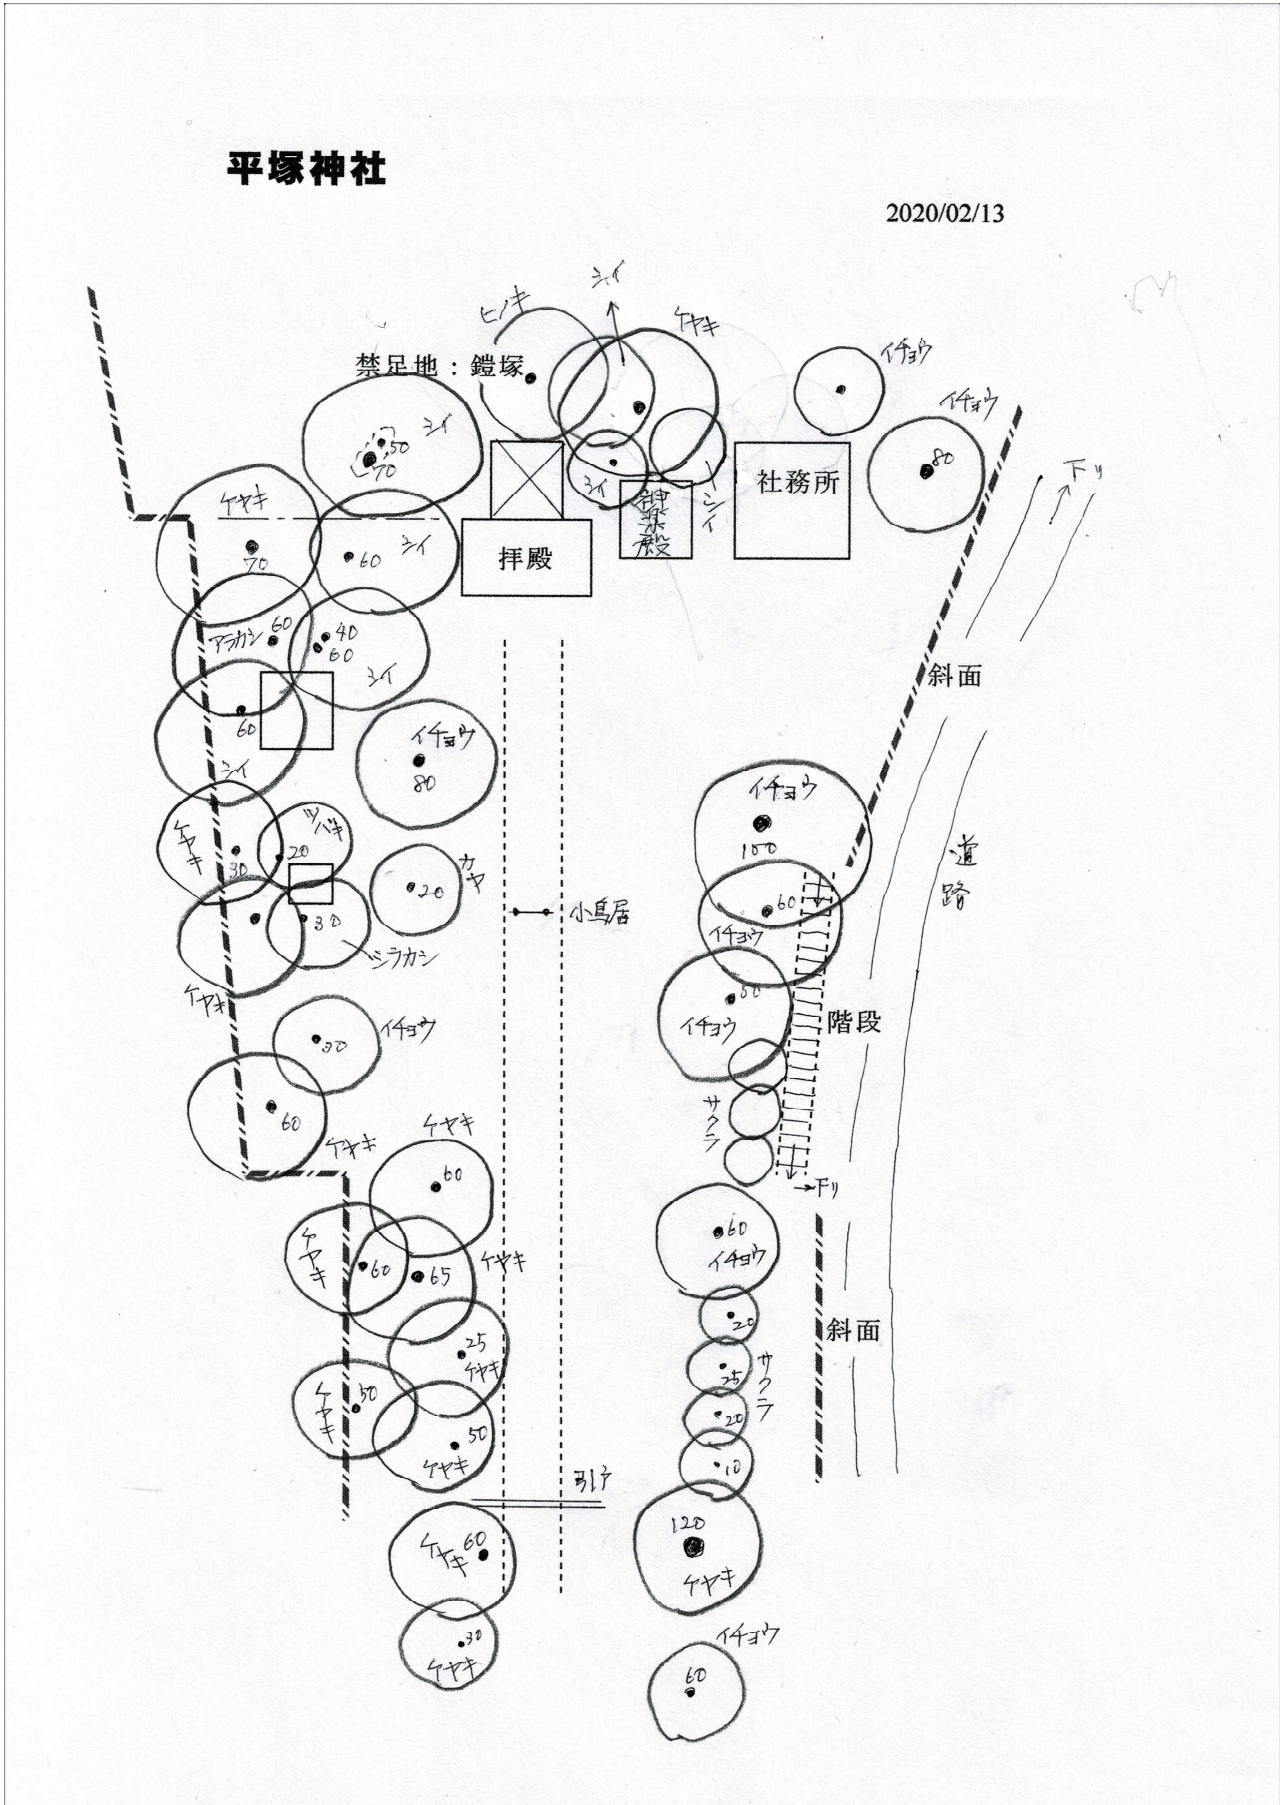 平塚神社
2020/02/13
シイ
ヒノキ
ケヤキ
イチョウ
禁足地：鎧塚
イチョウ
シイ
50
70
80
下り
社務所
シイ
シイ
神楽殿
ケヤキ
70
シイ
60
拝殿
アラカシ
60
40
60
シイ
斜面
60
シイ
イチョウ
80
イチョウ
100
ケヤキ
30
ツバキ
20
カヤ
20
道路
60
イチョウ
小鳥居
30
シラカシ
ケヤキ
イチョウ
階段
イチョウ
30
60
ケヤキ
サクラ
ケヤキ
60
下り
60
イチョウ
ケヤキ
60
65
ケヤキ
20
斜面
25
ケヤキ
25
サクラ
ケヤキ
50
20
50
ケヤキ
10
引戸
120
ケヤキ
ケヤキ
60
30
ケヤキ
イチョウ
60